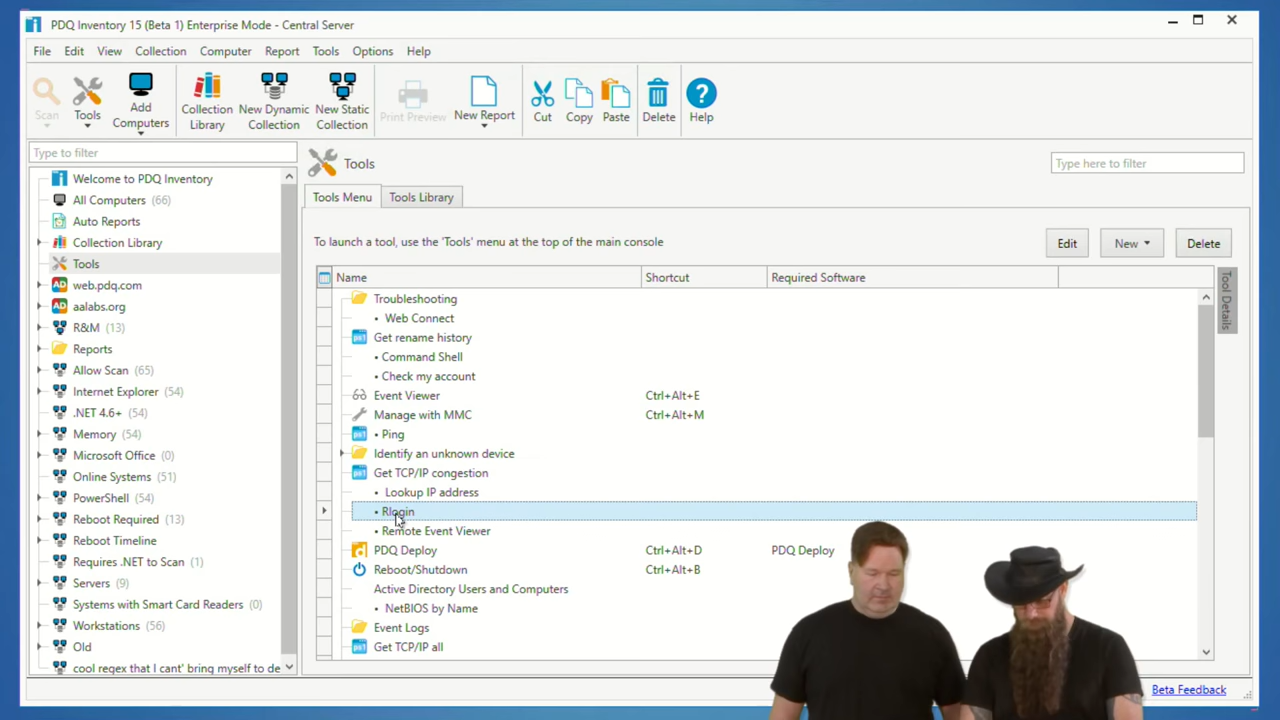 PDQ Inventory 15 (Beta 1) Enterprise Mode - Central Server
File Edit View Collection Computer Report Tools Options Help
Scan
Tools
Add Computers
Collection Library
New Dynamic Collection
New Static Collection
Print Preview
New Report
Cut
Copy
Paste
Delete
Help
Type to filter
Welcome to PDQ Inventory
All Computers (66)
Auto Reports
Collection Library
Tools
AD web.pdq.com
AD aalabs.org
R&M (13)
Reports
Allow Scan (65)
Internet Explorer (54)
.NET 4.6+ (54)
Memory (54)
Microsoft Office (0)
Online Systems (51)
PowerShell (54)
Reboot Required (13)
Reboot Timeline
Requires .NET to Scan (1)
Servers (9)
Systems with Smart Card Readers (0)
Workstations (56)
Old
cool regex that I cant' bring myself to de
Tools
Type here to filter
Tools Menu Tools Library
To launch a tool, use the 'Tools' menu at the top of the main console
Edit New Delete
Name Shortcut Required Software
Troubleshooting
• Web Connect
ps1 Get rename history
• Command Shell
• Check my account
Event Viewer Ctrl+Alt+E
Manage with MMC Ctrl+Alt+M
ps1 • Ping
Identify an unknown device
ps1 Get TCP/IP congestion
• Lookup IP address
• Rlogin
• Remote Event Viewer
PDQ Deploy Ctrl+Alt+D PDQ Deploy
Reboot/Shutdown Ctrl+Alt+B
Active Directory Users and Computers
• NetBIOS by Name
Event Logs
ps1 Get TCP/IP all
Tool Details
Beta Feedback